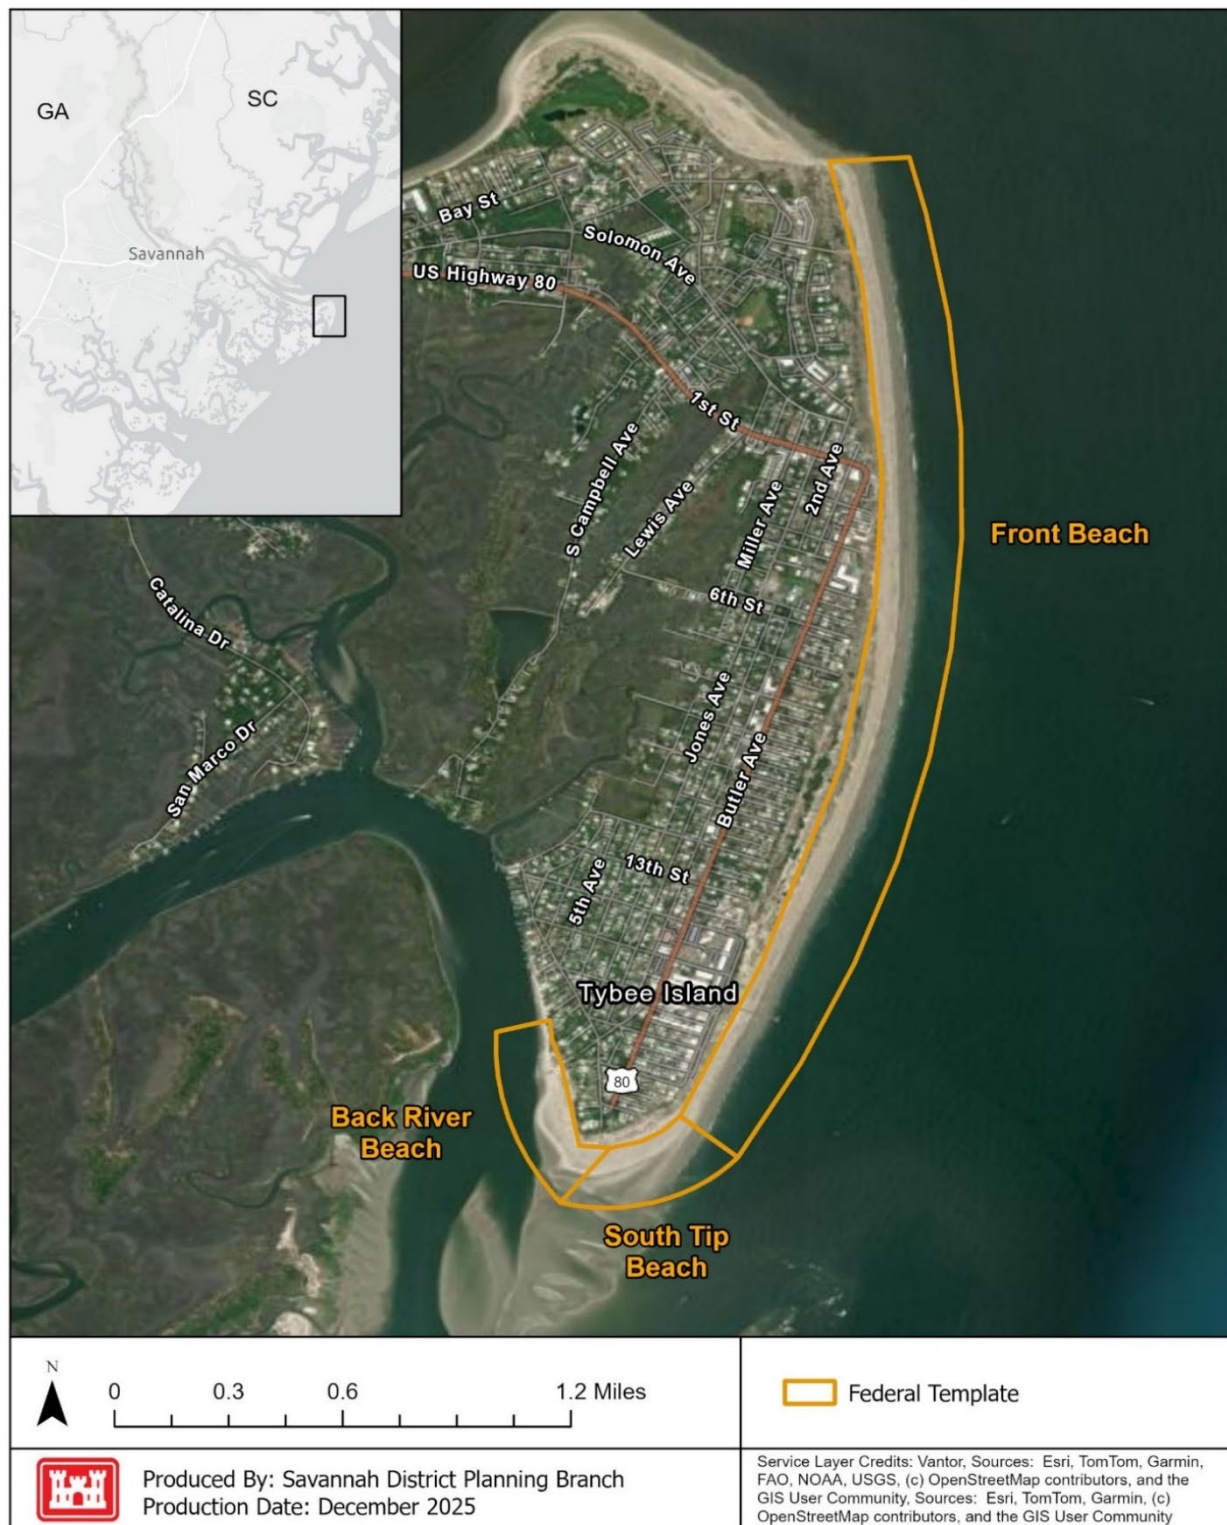 GA
SC
Savannah
Bay St
Solomon Ave
US Highway 80
1st St
2nd Ave
S Campbell Ave
Lewis Ave
Miller Ave
Front Beach
6th St
Catalina Dr
San Marco Dr
Jones Ave
Butler Ave
13th St
5th Ave
Tybee Island
80
Back River
Beach
South Tip
Beach
N
0 0.3 0.6 1.2 Miles
Federal Template
Produced By: Savannah District Planning Branch
Production Date: December 2025
Service Layer Credits: Vantor, Sources: Esri, TomTom, Garmin,
FAO, NOAA, USGS, (c) OpenStreetMap contributors, and the
GIS User Community, Sources: Esri, TomTom, Garmin, (c)
OpenStreetMap contributors, and the GIS User Community